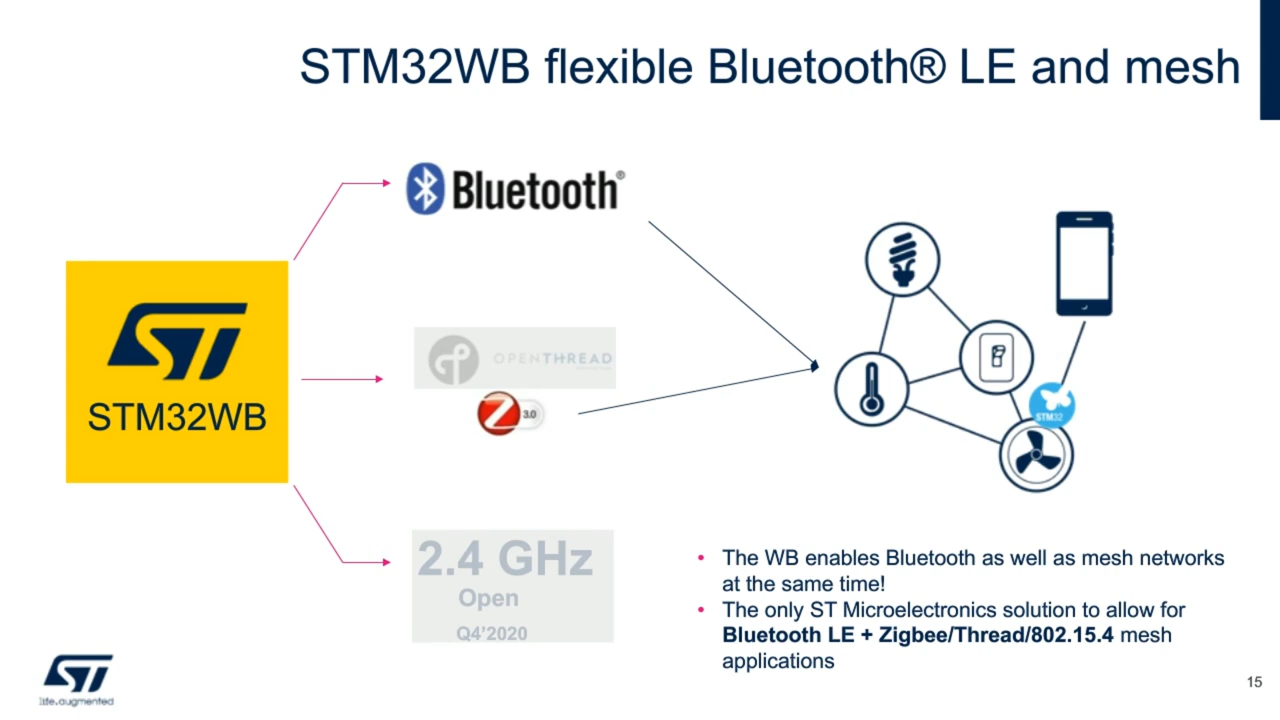 STM32WB flexible Bluetooth® LE and mesh
Bluetooth®
ST
STM32WB
OPENTHREAD
Z 3.0
STM32
2.4 GHz
Open
Q4'2020
• The WB enables Bluetooth as well as mesh networks
at the same time!
• The only ST Microelectronics solution to allow for
Bluetooth LE + Zigbee/Thread/802.15.4 mesh
applications
ST
life.augmented
15